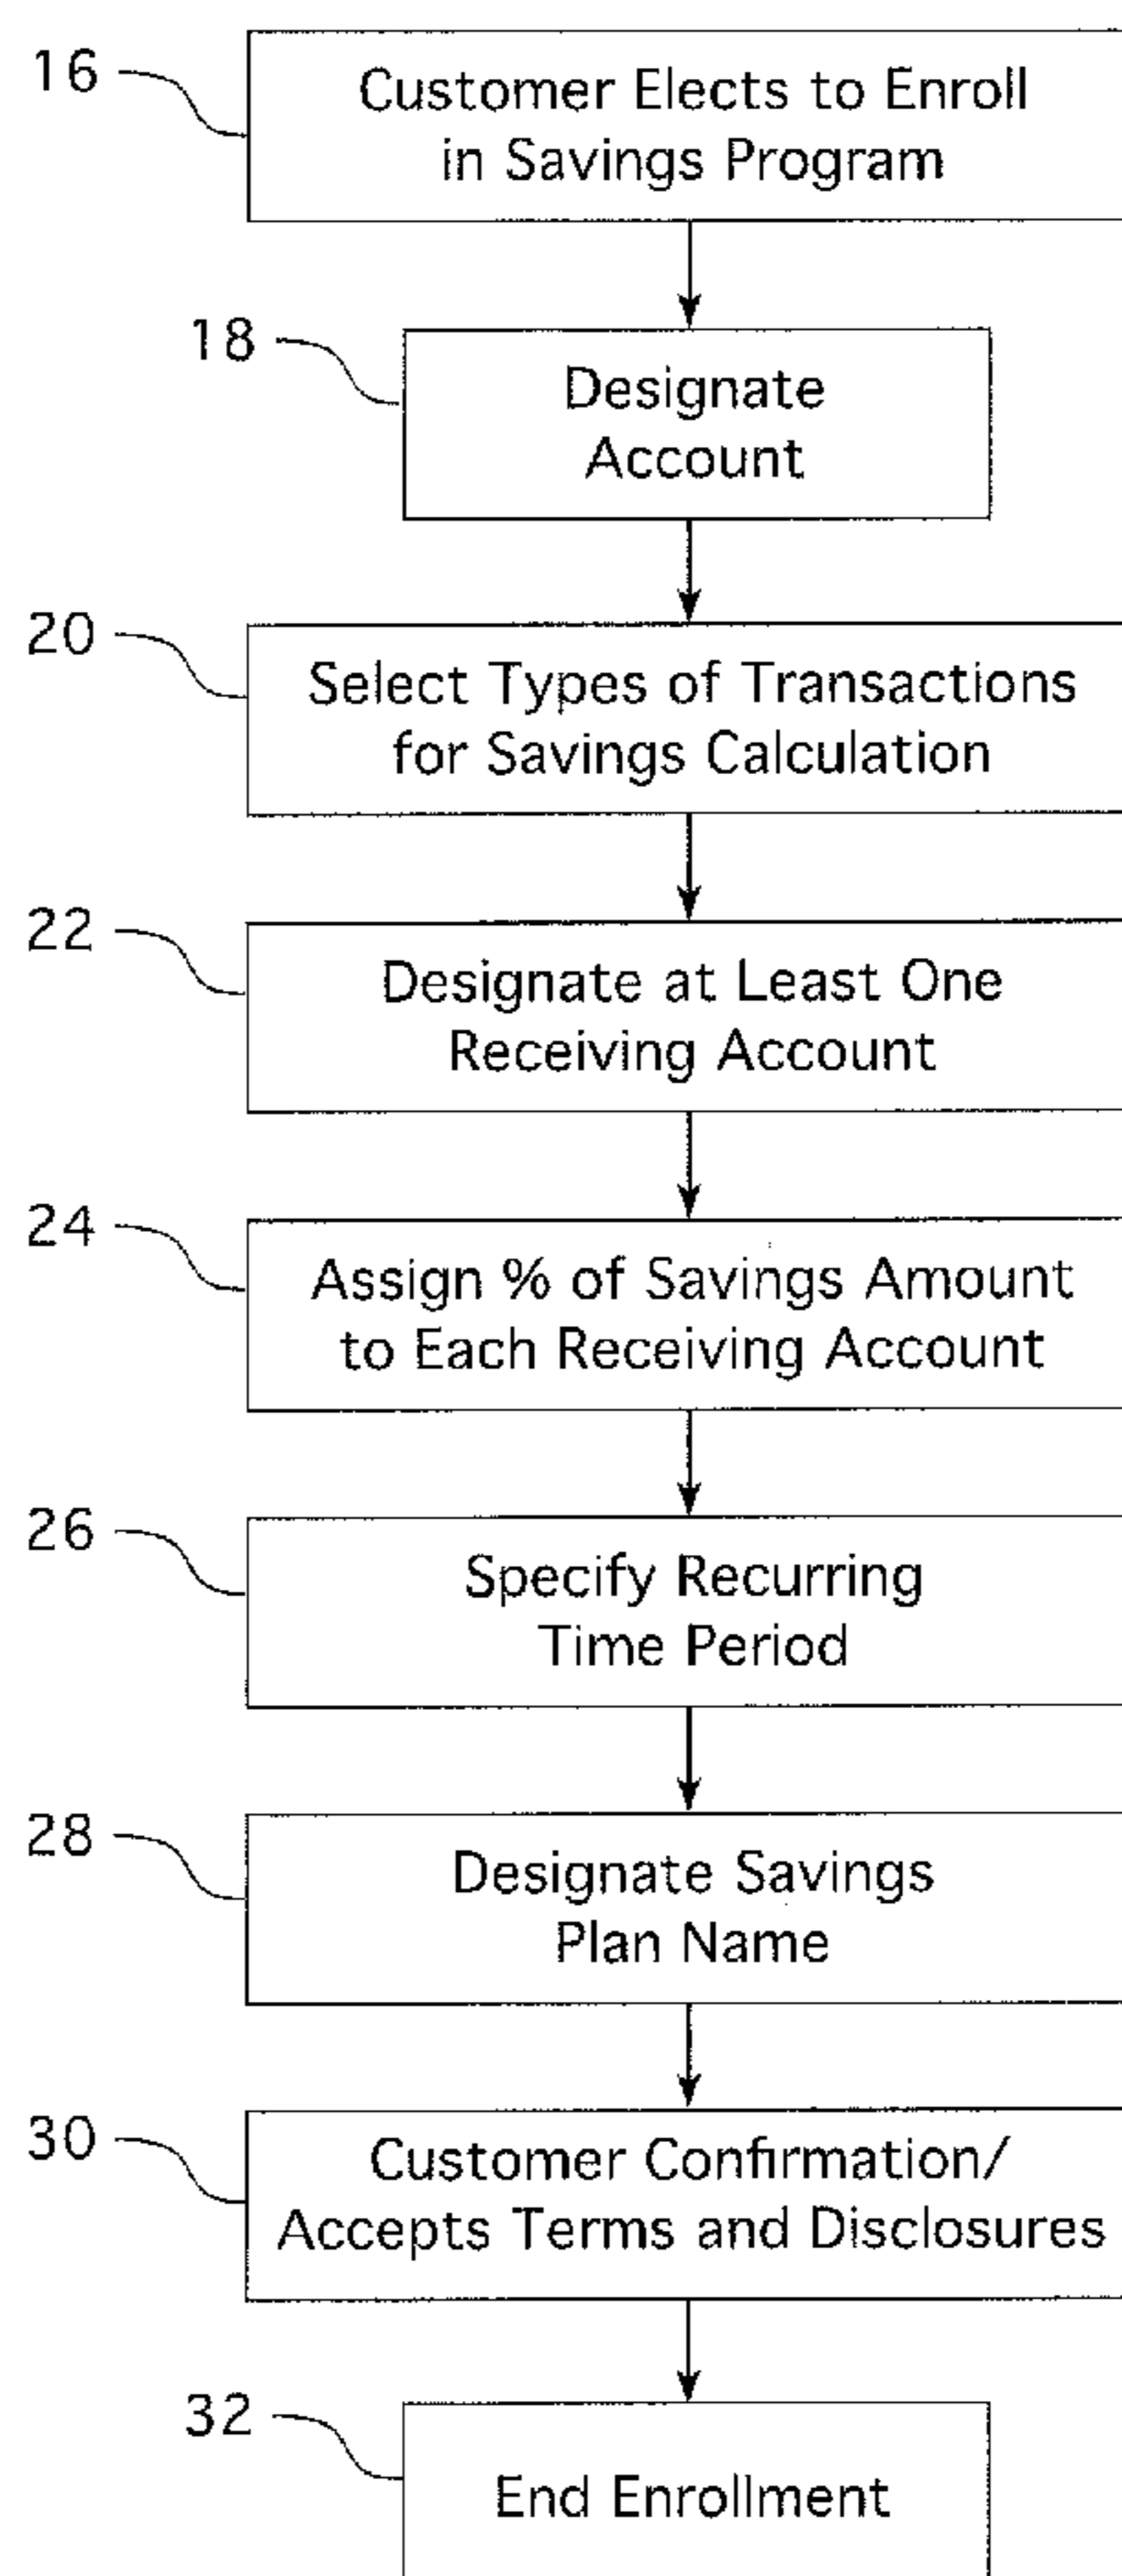 16
Customer Elects to Enroll
in Savings Program
18
Designate
Account
20
Select Types of Transactions
for Savings Calculation
22
Designate at Least One
Receiving Account
24
Assign % of Savings Amount
to Each Receiving Account
26
Specify Recurring
Time Period
28
Designate Savings
Plan Name
30
Customer Confirmation/
Accepts Terms and Disclosures
32
End Enrollment